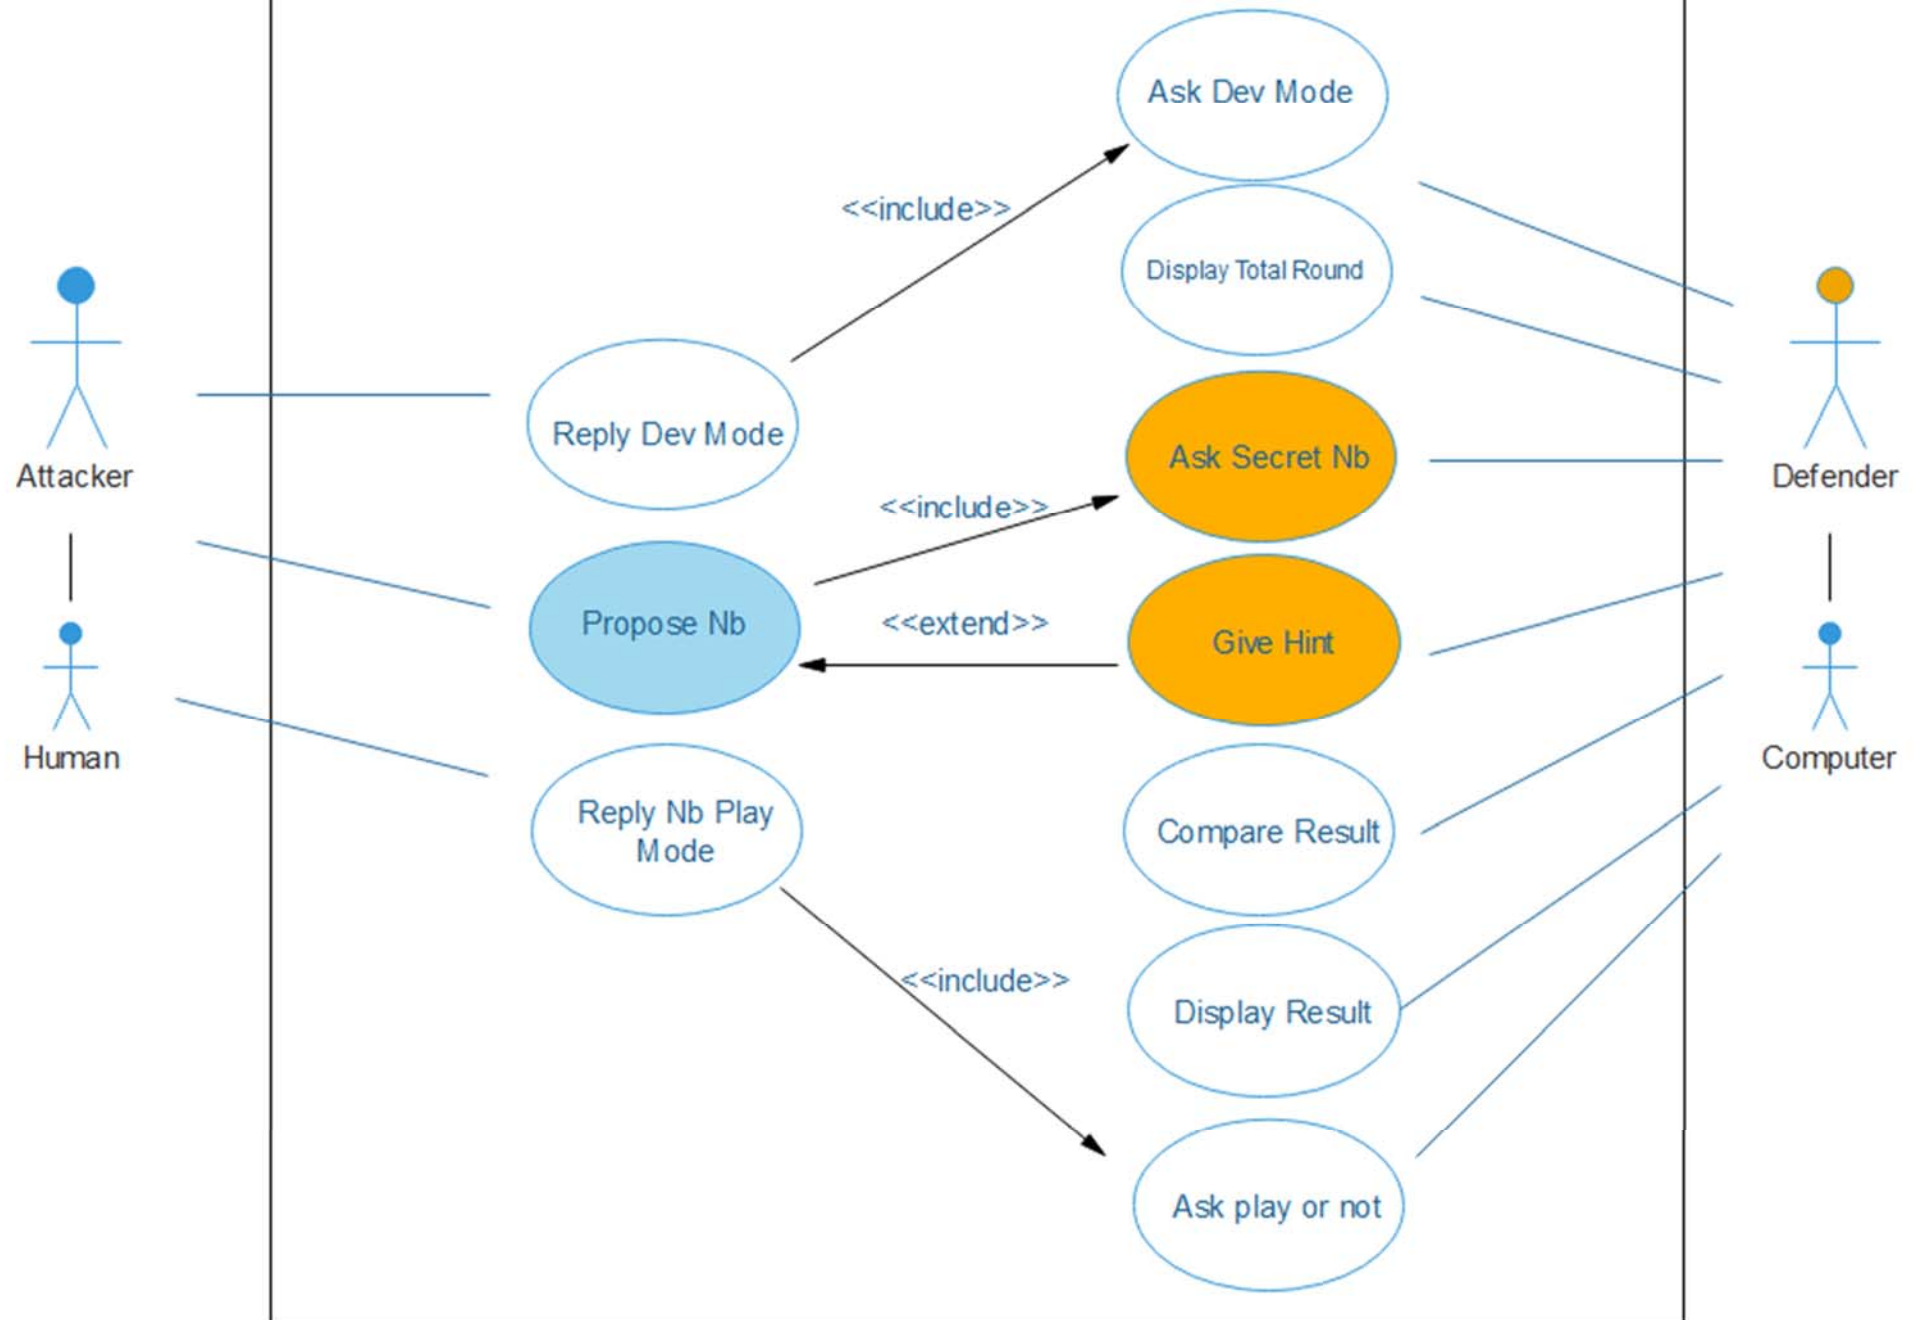 Ask Dev Mode
<<include>>
Display Total Round
Reply Dev Mode
Ask Secret Nb
Attacker
Defender
<<include>>
Propose Nb
<<extend>>
Give Hint
Human
Computer
Reply Nb Play
Mode
Compare Result
<<include>>
Display Result
Ask play or not